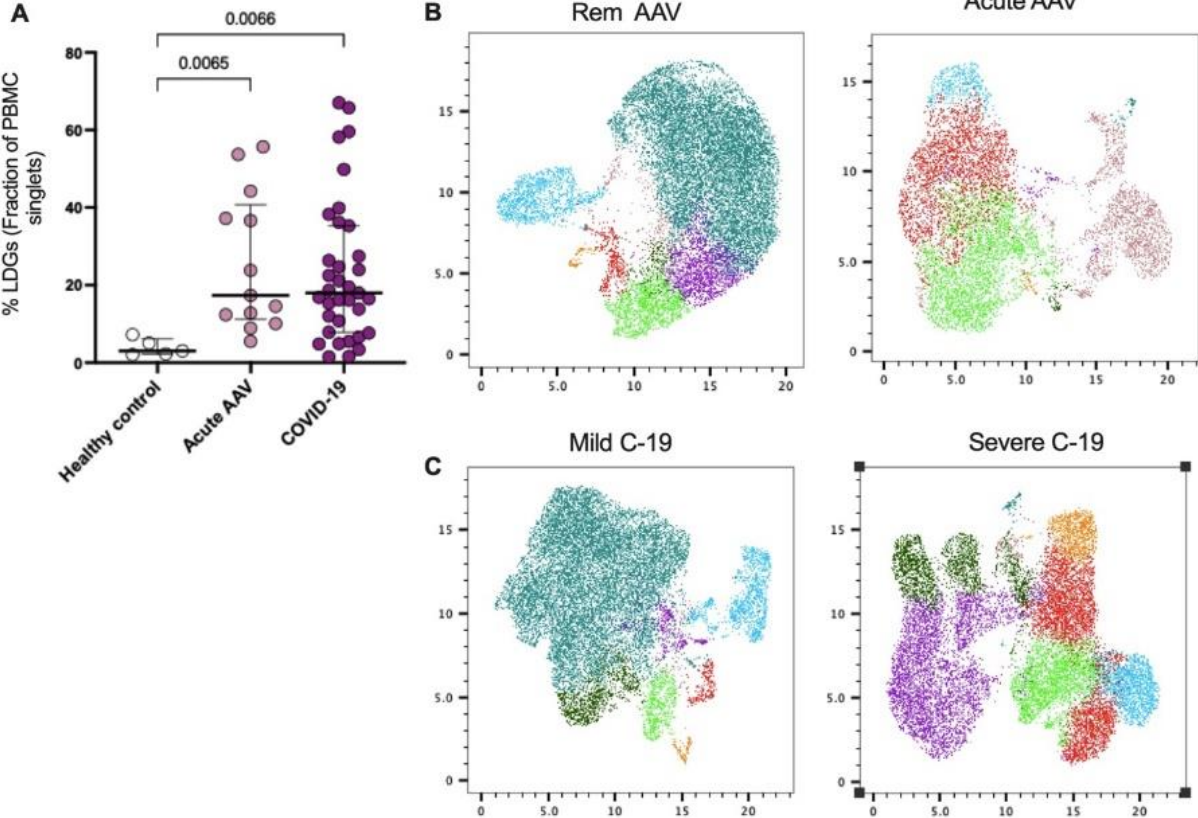 A
0.0066
0.0065
80
60
40
20
0
% LDGs (Fraction of PBMC
singlets)
Healthy control
Acute AAV
COVID-19
B
Rem AAV
15
10
5.0
0
0 5.0 10 15 20
Acute AAV
15
10
5.0
0
0 5.0 10 15 20
C
Mild C-19
15
10
5.0
0
0 5.0 10 15 20
Severe C-19
15
10
5.0
0
0 5.0 10 15 20